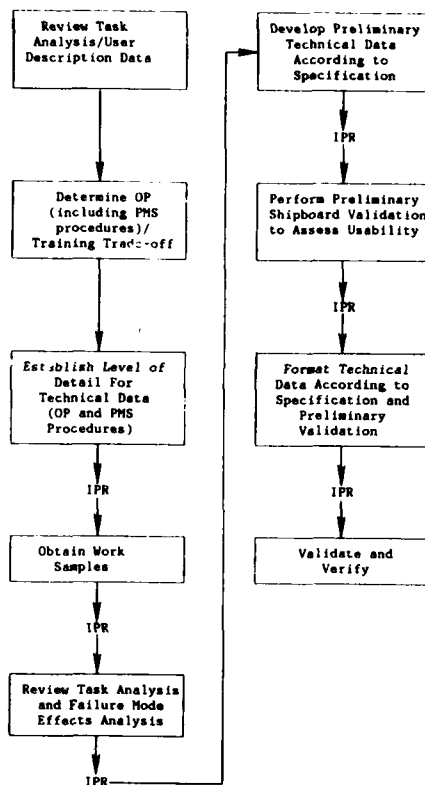 Review Task
Analysis/User
Description Data
Determine OP
(including PMS
procedures)/
Training Trade-off
Establish Level of
Detail For
Technical Data
(OP and PMS
Procedures)
IPR
Obtain Work
Samples
IPR
Review Task Analysis
and Failure Mode
Effects Analysis
IPR
Develop Preliminary
Technical Data
According to
Specification
IPR
Perform Preliminary
Shipboard Validation
to Assess Usability
IPR
Format Technical
Data According to
Specification and
Preliminary
Validation
IPR
Validate and
Verify